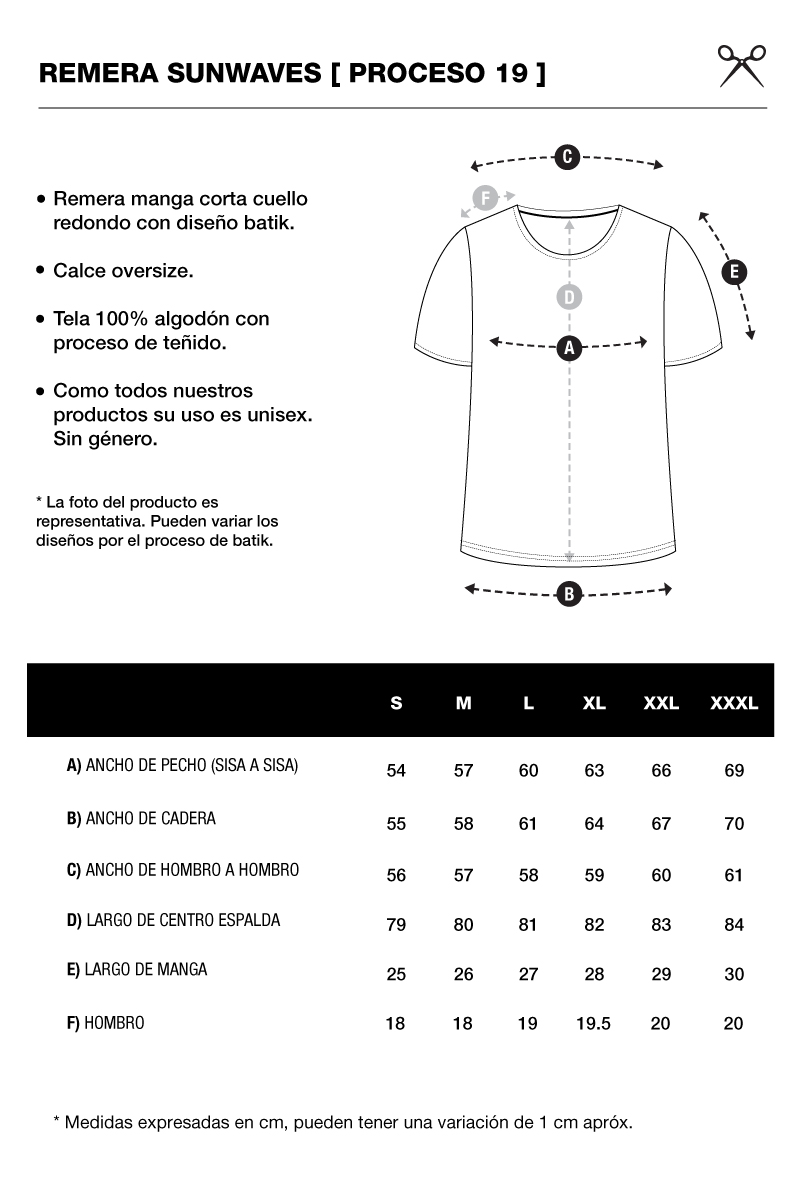 REMERA SUNWAVES [ PROCESO 19 ]
• Remera manga corta cuello
redondo con diseño batik.
• Calce oversize.
• Tela 100% algodón con
proceso de teñido.
• Como todos nuestros
productos su uso es unisex.
Sin género.
* La foto del producto es
representativa. Pueden variar los
diseños por el proceso de batik.
C
F
E
D
A
B
S M L XL XXL XXXL
A) ANCHO DE PECHO (SISA A SISA) 54 57 60 63 66 69
B) ANCHO DE CADERA 55 58 61 64 67 70
C) ANCHO DE HOMBRO A HOMBRO 56 57 58 59 60 61
D) LARGO DE CENTRO ESPALDA 79 80 81 82 83 84
E) LARGO DE MANGA 25 26 27 28 29 30
F) HOMBRO 18 18 19 19.5 20 20
* Medidas expresadas en cm, pueden tener una variación de 1 cm apróx.